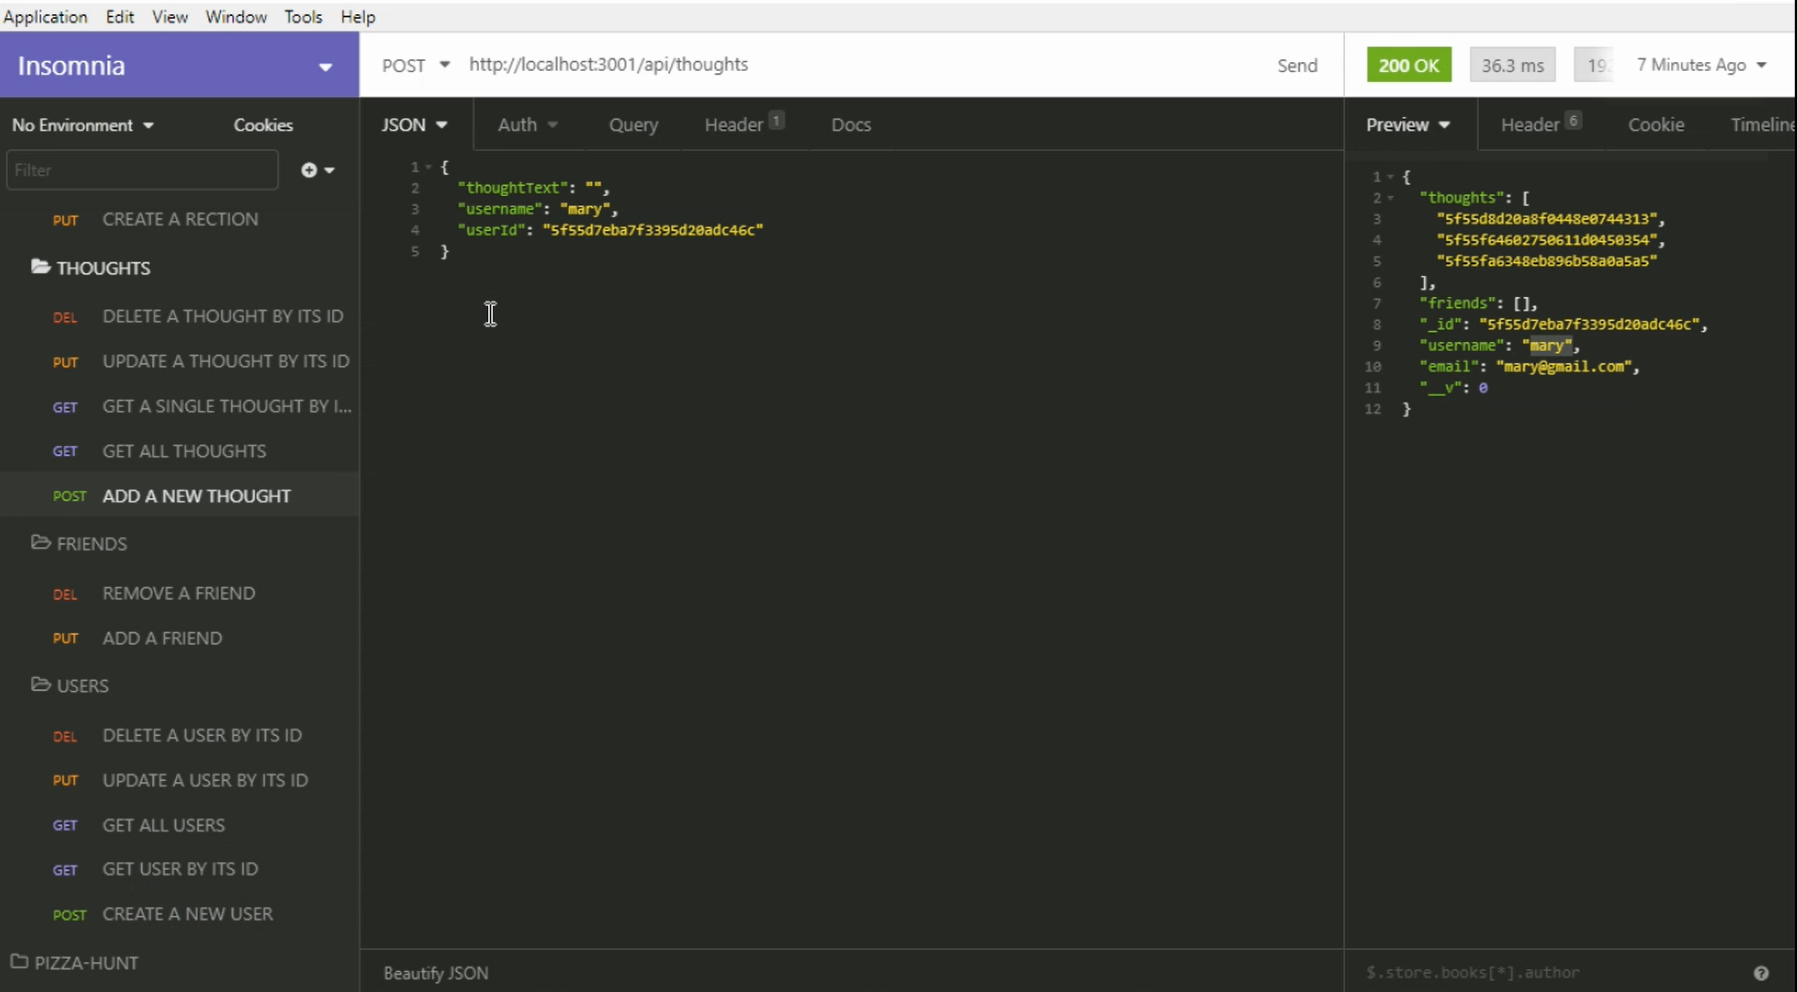 Application Edit View Window Tools Help
Insomnia
POST http://localhost:3001/api/thoughts Send
200 OK 36.3 ms 7 Minutes Ago
No Environment Cookies
Filter
PUT CREATE A RECTION
THOUGHTS
DEL DELETE A THOUGHT BY ITS ID
PUT UPDATE A THOUGHT BY ITS ID
GET GET A SINGLE THOUGHT BY I...
GET GET ALL THOUGHTS
POST ADD A NEW THOUGHT
FRIENDS
DEL REMOVE A FRIEND
PUT ADD A FRIEND
USERS
DEL DELETE A USER BY ITS ID
PUT UPDATE A USER BY ITS ID
GET GET ALL USERS
GET GET USER BY ITS ID
POST CREATE A NEW USER
PIZZA-HUNT
JSON Auth Query Header 1 Docs
1 {
2 "thoughtText": "",
3 "username": "mary",
4 "userId": "5f55d7eba7f3395d20adc46c"
5 }
Beautify JSON
Preview Header 6 Cookie Timeline
1 {
2 "thoughts": [
3 "5f55d8d20a8f0448e0744313",
4 "5f55f64602750611d0450354",
5 "5f55fa6348eb896b58a0a5a5"
6 ],
7 "friends": [],
8 "_id": "5f55d7eba7f3395d20adc46c",
9 "username": "mary",
10 "email": "mary@gmail.com",
11 "__v": 0
12 }
$.store.books[*].author